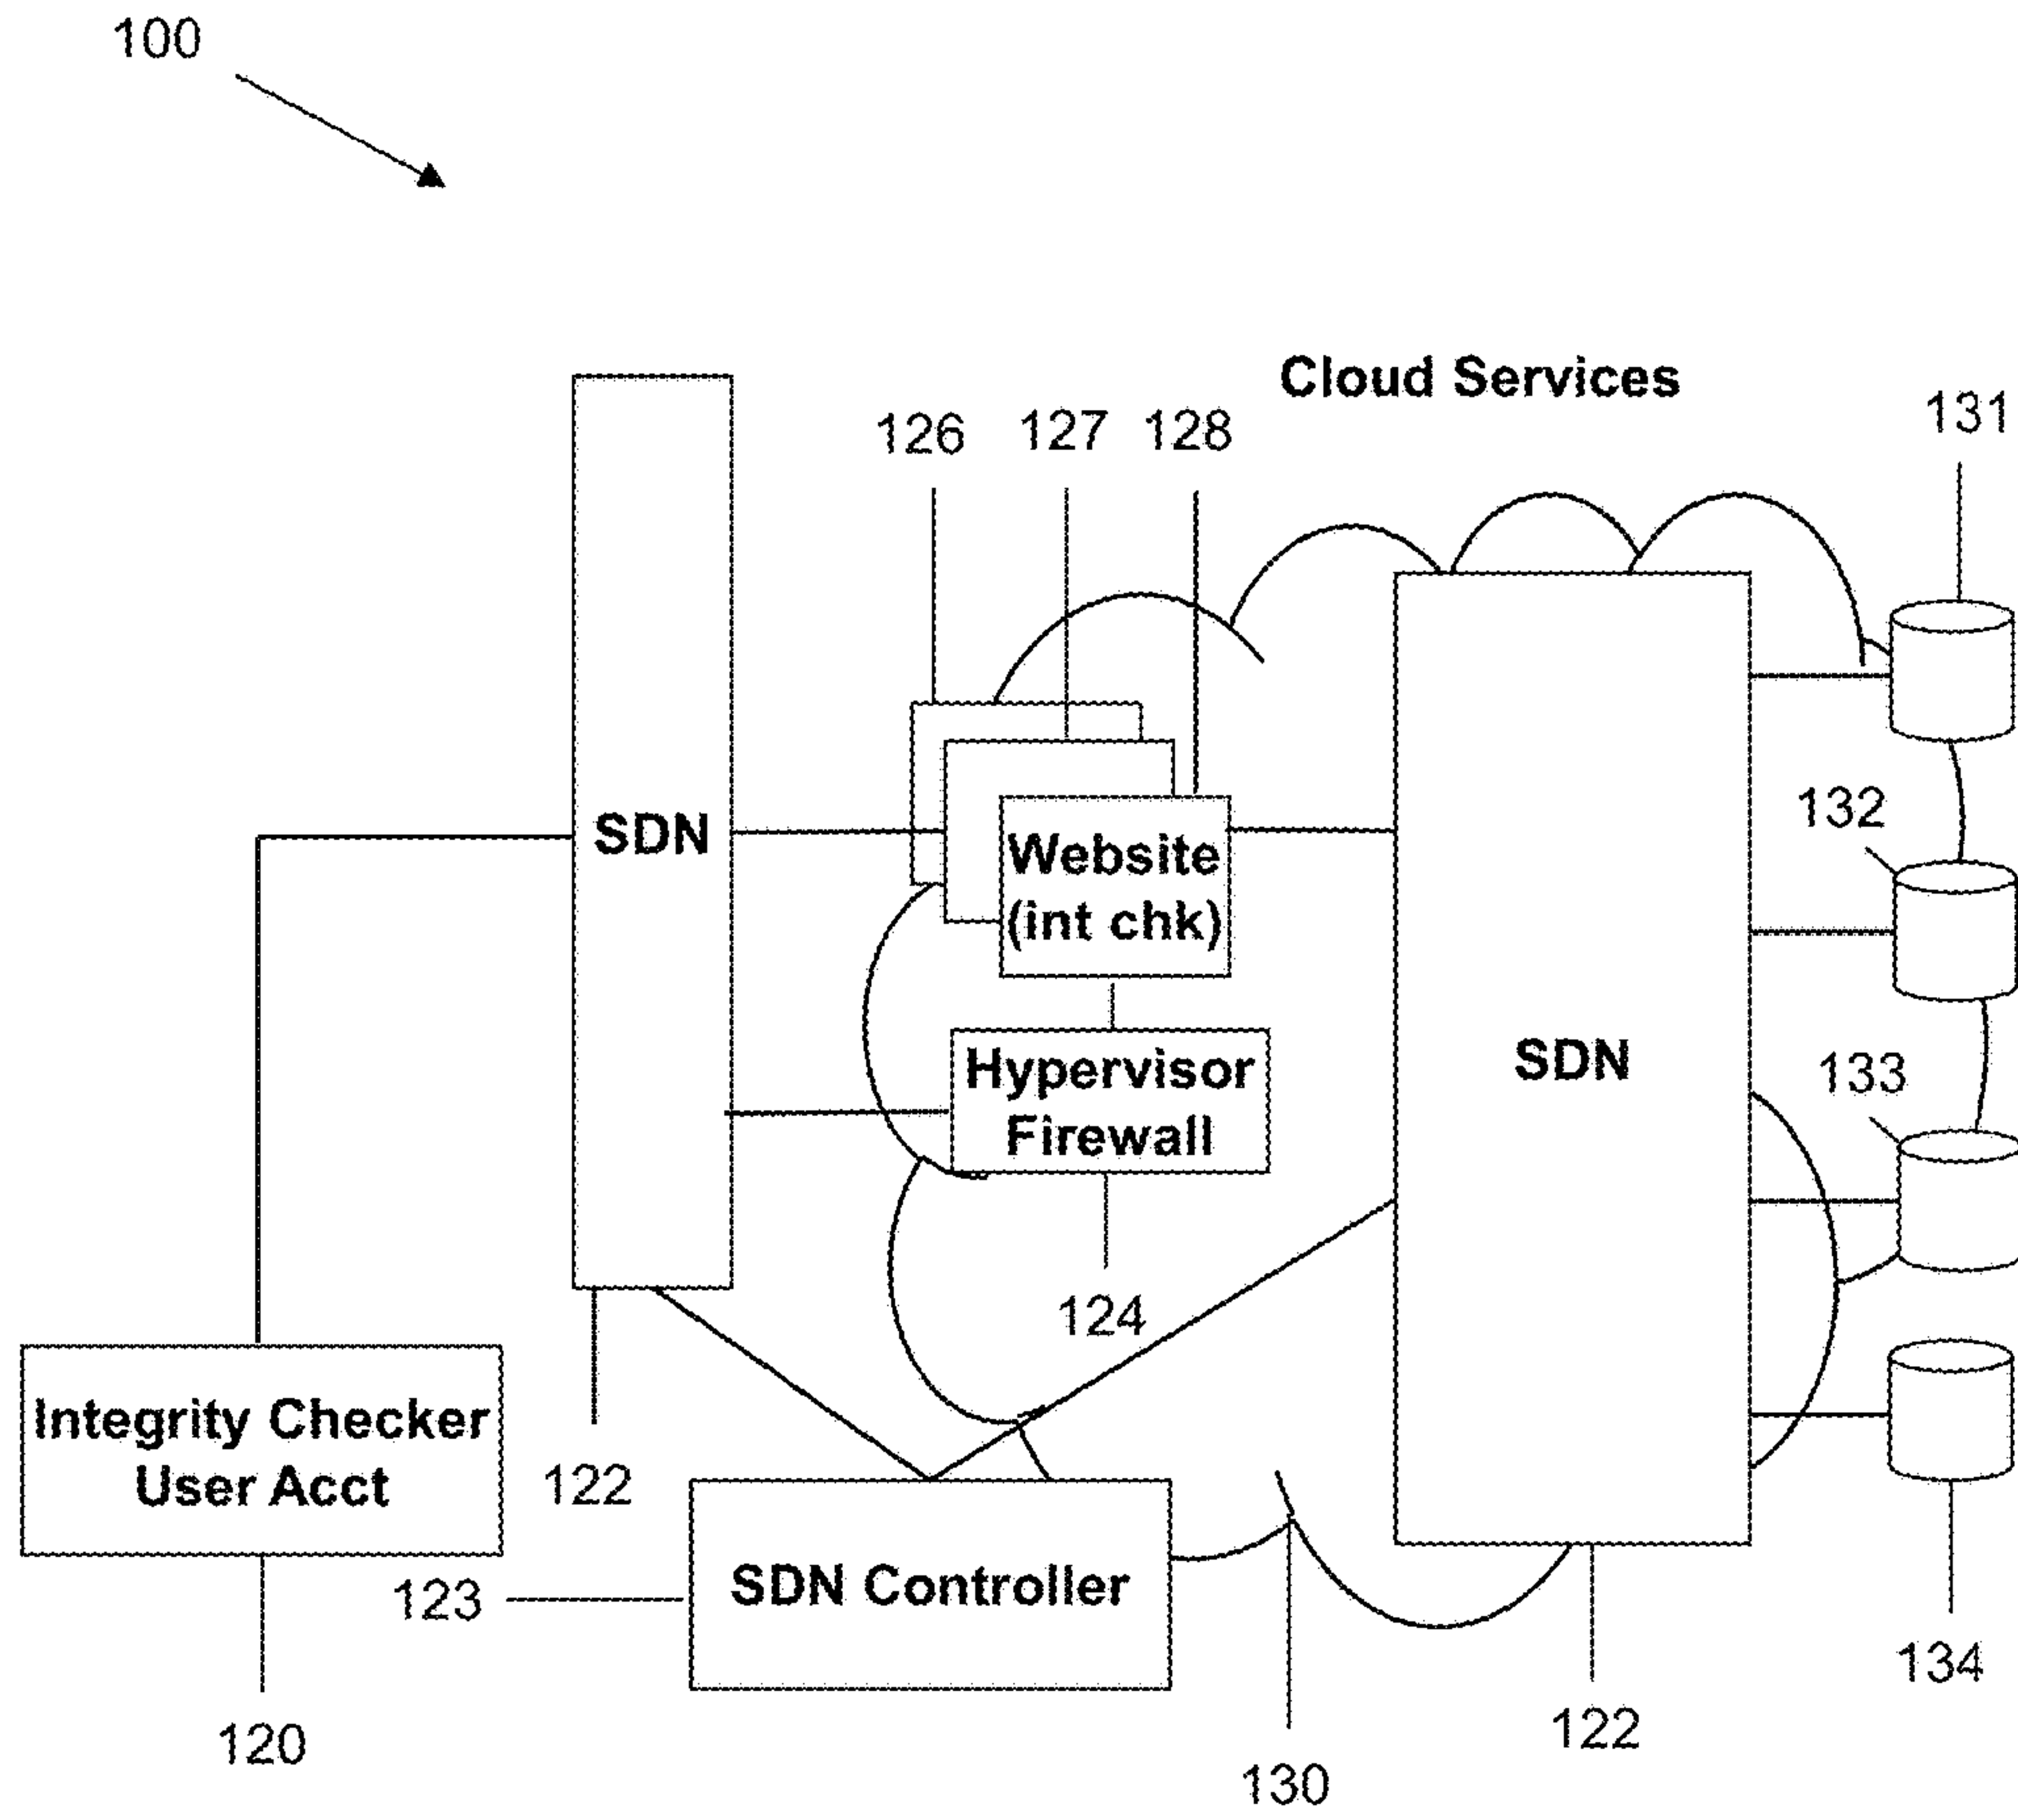 100
Cloud Services
126 127 128
131
132
SDN
Website
(int chk)
Hypervisor
Firewall
SDN
133
124
Integrity Checker
User Acct
122
123
SDN Controller
134
120
130
122